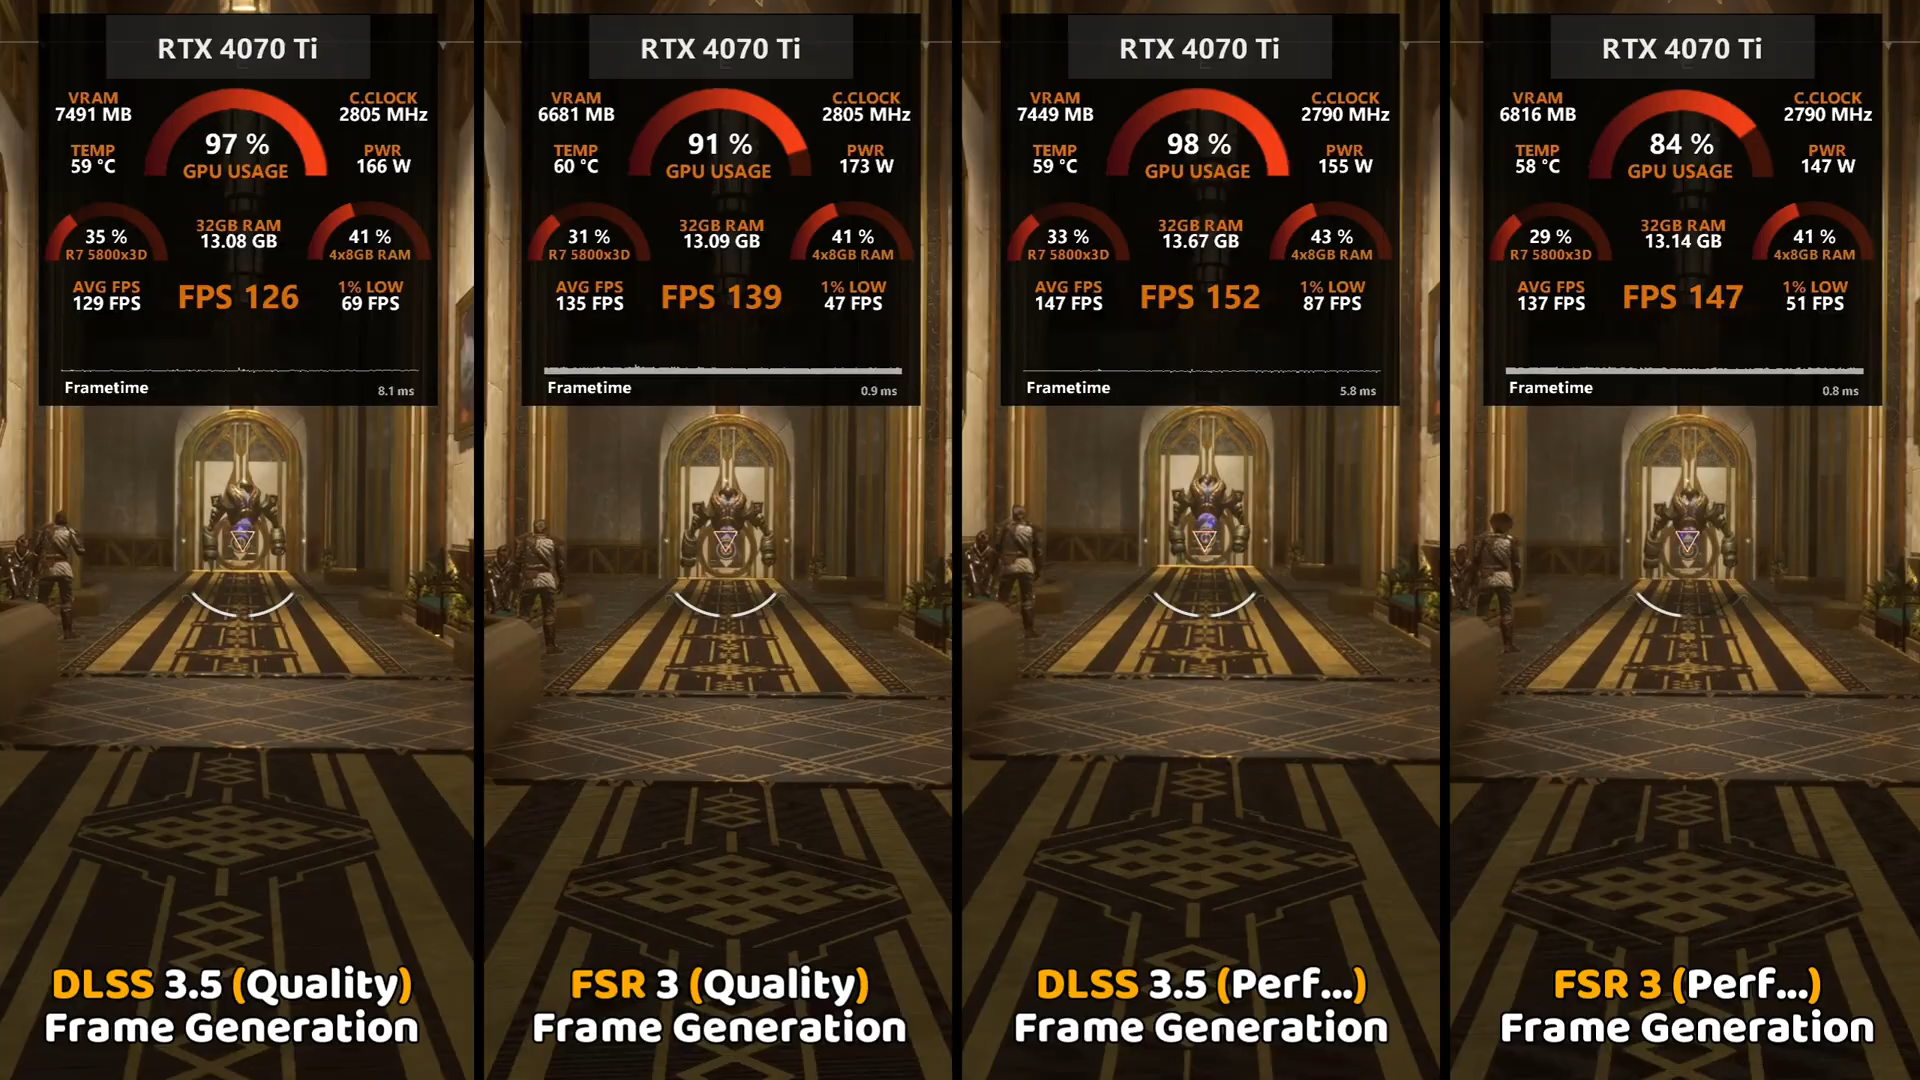 RTX 4070 Ti
VRAM
7491 MB
C.CLOCK
2805 MHz
97 %
GPU USAGE
TEMP
59 °C
PWR
166 W
35 %
R7 5800x3D
32GB RAM
13.08 GB
41 %
4x8GB RAM
AVG FPS
129 FPS
FPS 126
1% LOW
69 FPS
Frametime
8.1 ms
DLSS 3.5 (Quality)
Frame Generation
RTX 4070 Ti
VRAM
6681 MB
C.CLOCK
2805 MHz
91 %
GPU USAGE
TEMP
60 °C
PWR
173 W
31 %
R7 5800x3D
32GB RAM
13.09 GB
41 %
4x8GB RAM
AVG FPS
135 FPS
FPS 139
1% LOW
47 FPS
Frametime
0.9 ms
FSR 3 (Quality)
Frame Generation
RTX 4070 Ti
VRAM
7449 MB
C.CLOCK
2790 MHz
98 %
GPU USAGE
TEMP
59 °C
PWR
155 W
33 %
R7 5800x3D
32GB RAM
13.67 GB
43 %
4x8GB RAM
AVG FPS
147 FPS
FPS 152
1% LOW
87 FPS
Frametime
5.8 ms
DLSS 3.5 (Perf...)
Frame Generation
RTX 4070 Ti
VRAM
6816 MB
C.CLOCK
2790 MHz
84 %
GPU USAGE
TEMP
58 °C
PWR
147 W
29 %
R7 5800x3D
32GB RAM
13.14 GB
41 %
4x8GB RAM
AVG FPS
137 FPS
FPS 147
1% LOW
51 FPS
Frametime
0.8 ms
FSR 3 (Perf...)
Frame Generation